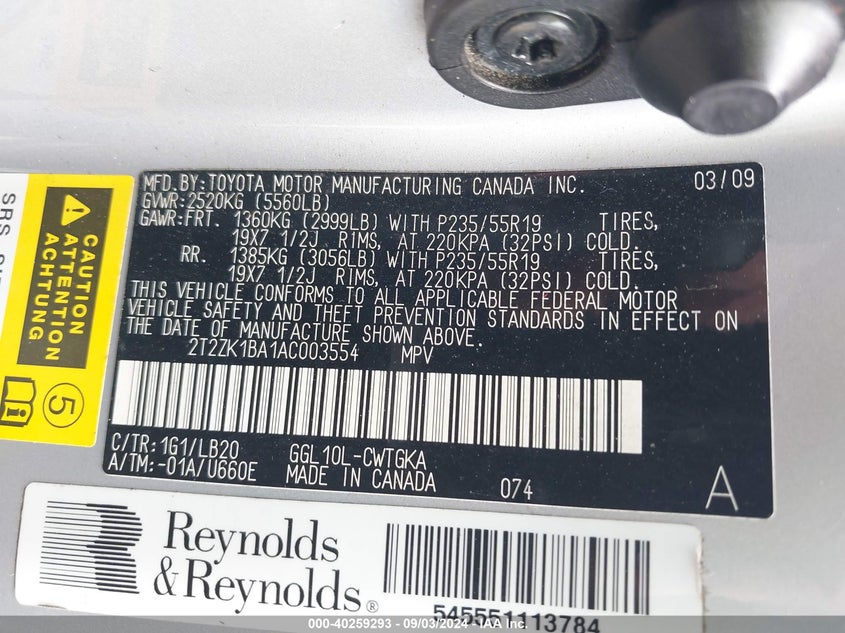 MFD.BY:TOYOTA MOTOR MANUFACTURING CANADA INC. 03/09
GVWR:2520KG (5560LB)
GAWR:FRT. 1360KG (2999LB) WITH P235/55R19 TIRES,
19X7 1/2J RIMS, AT 220KPA (32PSI) COLD.
RR. 1385KG (3056LB) WITH P235/55R19 TIRES,
19X7 1/2J RIMS, AT 220KPA (32PSI) COLD.
THIS VEHICLE CONFORMS TO ALL APPLICABLE FEDERAL MOTOR
VEHICLE SAFETY AND THEFT PREVENTION STANDARDS IN EFFECT ON
THE DATE OF MANUFACTURE SHOWN ABOVE.
2T2ZK1BA1AC003554 MPV
C/TR:1G1/LB20 GGL10L-CWTGKA
A/TM:-01A/U660E MADE IN CANADA 074 A
CAUTION
ATTENTION
ACHTUNG
5
SRS
Reynolds
&Reynolds®
545551113784
000-40259293 - 09/03/2024 - IAA Inc.